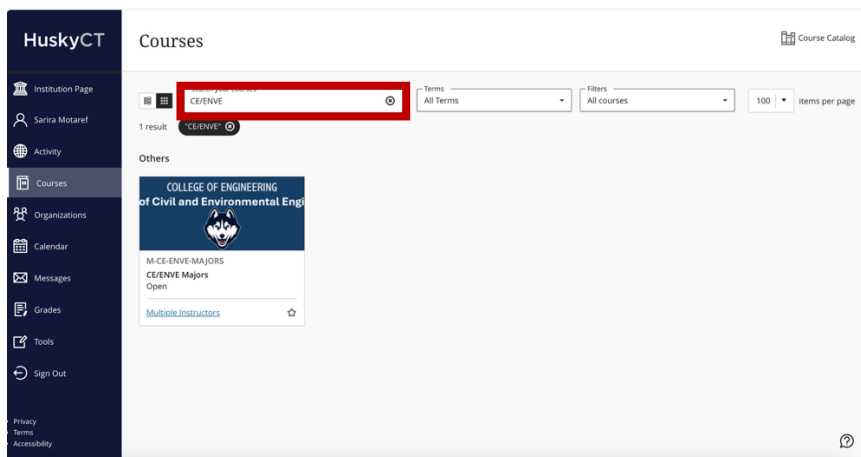 HuskyCT
Institution Page
Sarira Motaref
Activity
Courses
Organizations
Calendar
Messages
Grades
Tools
Sign Out
Privacy
Terms
Accessibility
Courses
Course Catalog
Search your courses
CE/ENVE
Terms
All Terms
Filters
All courses
100
items per page
1 result
"CE/ENVE"
Others
COLLEGE OF ENGINEERING
of Civil and Environmental Engi
M-CE-ENVE-MAJORS
CE/ENVE Majors
Open
Multiple Instructors